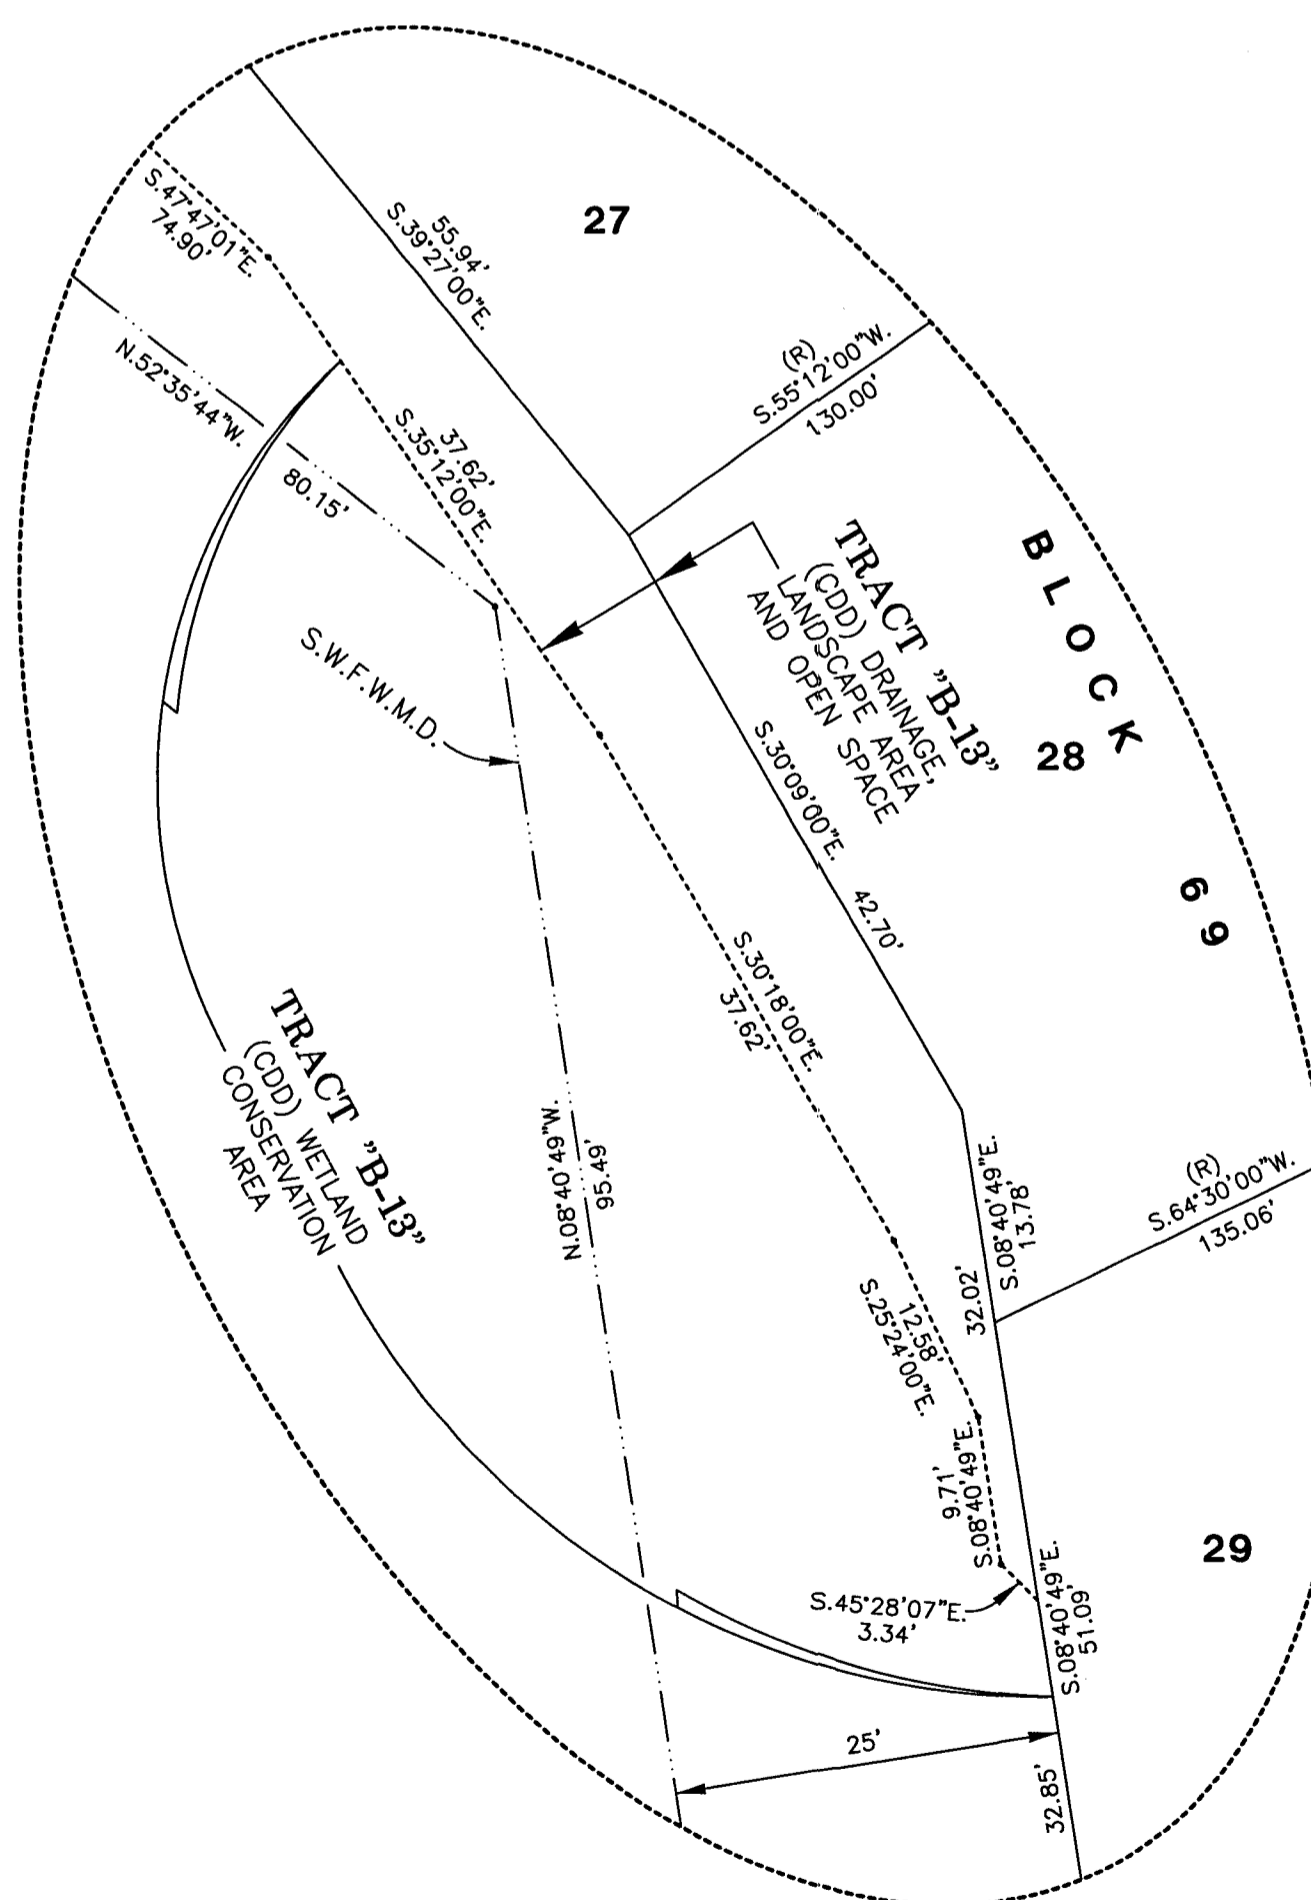 27
55.94'
S.39°27'00"E.
S.47°47'01"E.
74.90'
N.52°35'44"W.
80.15'
37.62'
S.35°12'00"E.
(R)
S.55°12'00"W.
130.00'
BLOCK 69
TRACT "B-13"
(CDD) DRAINAGE,
LANDSCAPE AREA
AND OPEN SPACE
28
S.W.F.W.M.D.
S.30°09'00"E.
42.70'
S.30°18'00"E.
37.62'
TRACT "B-13"
(CDD) WETLAND
CONSERVATION
AREA
N.08°40'49"W.
95.49'
S.08°40'49"E.
13.78'
(R)
S.64°30'00"W.
135.06'
32.02'
12.58'
S.25°24'00"E.
9.71'
S.08°40'49"E.
29
S.45°28'07"E.
3.34'
S.08°40'49"E.
51.09'
25'
32.85'